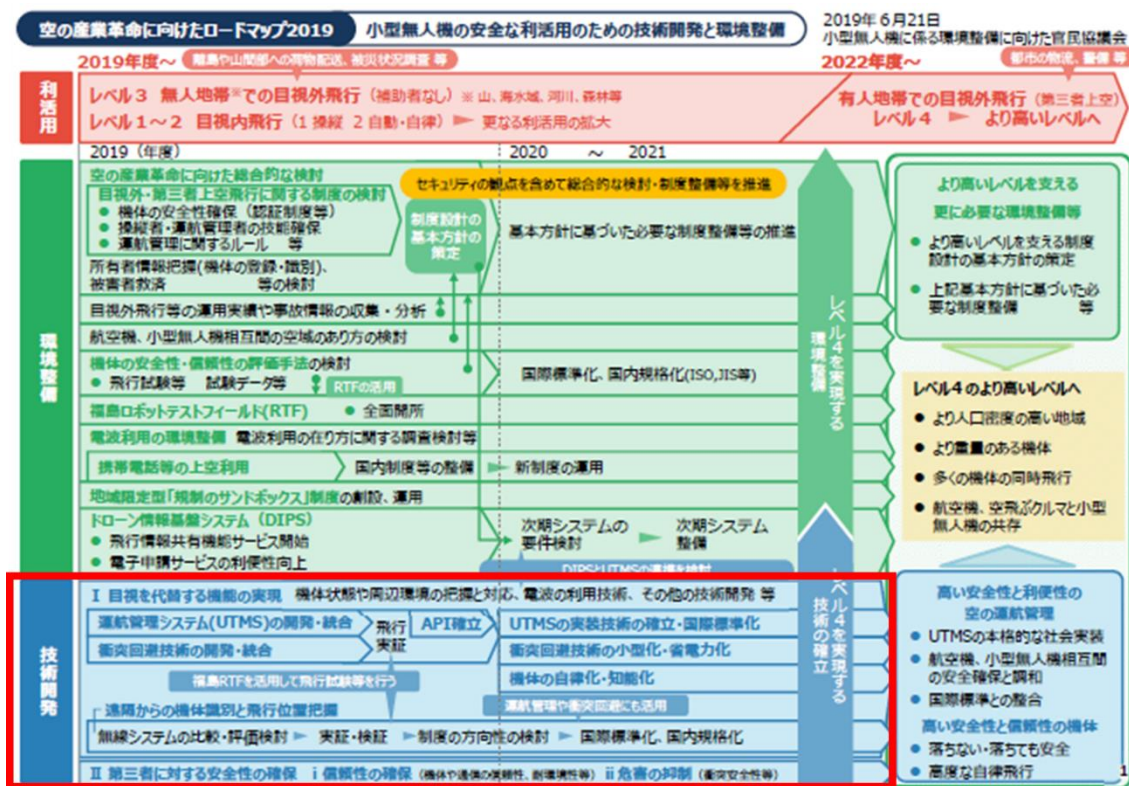 空の産業革命に向けたロードマップ2019
小型無人機の安全な利活用のための技術開発と環境整備
2019年6月21日
小型無人機に係る環境整備に向けた官民協議会
2019年度～
離島や山間部への荷物配送、被災状況調査 等
2022年度～
都市の物流、警備 等
利活用
レベル3 無人地帯※での目視外飛行（補助者なし）※ 山、海水域、河川、森林等
レベル1～2 目視内飛行（1 操縦 2 自動・自律） 更なる利活用の拡大
有人地帯での目視外飛行（第三者上空）
レベル4 より高いレベルへ
2019（年度）
2020 ～ 2021
環境整備
空の産業革命に向けた総合的な検討
セキュリティの観点を含めて総合的な検討・制度整備等を推進
目視外・第三者上空飛行に関する制度の検討
● 機体の安全性確保（認証制度等）
● 操縦者・運航管理者の技能確保
● 運航管理に関するルール 等
制度設計の
基本方針の
策定
基本方針に基づいた必要な制度整備等の推進
所有者情報把握(機体の登録・識別)、
被害者救済 等の検討
目視外飛行等の運用実績や事故情報の収集・分析
航空機、小型無人機相互間の空域のあり方の検討
機体の安全性・信頼性の評価手法の検討
● 飛行試験等 試験データ等
RTFの活用
国際標準化、国内規格化(ISO,JIS等)
福島ロボットテストフィールド(RTF) ● 全面開所
電波利用の環境整備 電波利用の在り方に関する調査検討等
携帯電話等の上空利用
国内制度等の整備
新制度の運用
地域限定型「規制のサンドボックス」制度の創設、運用
ドローン情報基盤システム（DIPS）
● 飛行情報共有機能サービス開始
● 電子申請サービスの利便性向上
次期システムの
要件検討
次期システム
整備
DIPSとUTMSの連接を検討
レベル4を実現する
環境整備
より高いレベルを支える
更に必要な環境整備等
● より高いレベルを支える制度
設計の基本方針の策定
● 上記基本方針に基づいた必
要な制度整備 等
レベル4のより高いレベルへ
● より人口密度の高い地域
● より重量のある機体
● 多くの機体の同時飛行
● 航空機、空飛ぶクルマと小型
無人機の共存
技術開発
Ⅰ 目視を代替する機能の実現 機体状態や周辺環境の把握と対応、電波の利用技術、その他の技術開発 等
運航管理システム(UTMS)の開発・統合
衝突回避技術の開発・統合
飛行
実証
API確立
UTMSの実装技術の確立・国際標準化
衝突回避技術の小型化・省電力化
機体の自律化・知能化
福島RTFを活用して飛行試験等を行う
運航管理や衝突回避にも活用
遠隔からの機体識別と飛行位置把握
無線システムの比較・評価検討
実証・検証
制度の方向性の検討
国際標準化、国内規格化
Ⅱ 第三者に対する安全性の確保 ⅰ 信頼性の確保（機体や通信の信頼性、耐環境性等）ⅱ 危害の抑制（衝突安全性等）
レベル4を実現する
技術の確立
高い安全性と利便性の
空の運航管理
● UTMSの本格的な社会実装
● 航空機、小型無人機相互間
の安全確保と調和
● 国際標準との整合
高い安全性と信頼性の機体
● 落ちない・落ちても安全
● 高度な自律飛行
1